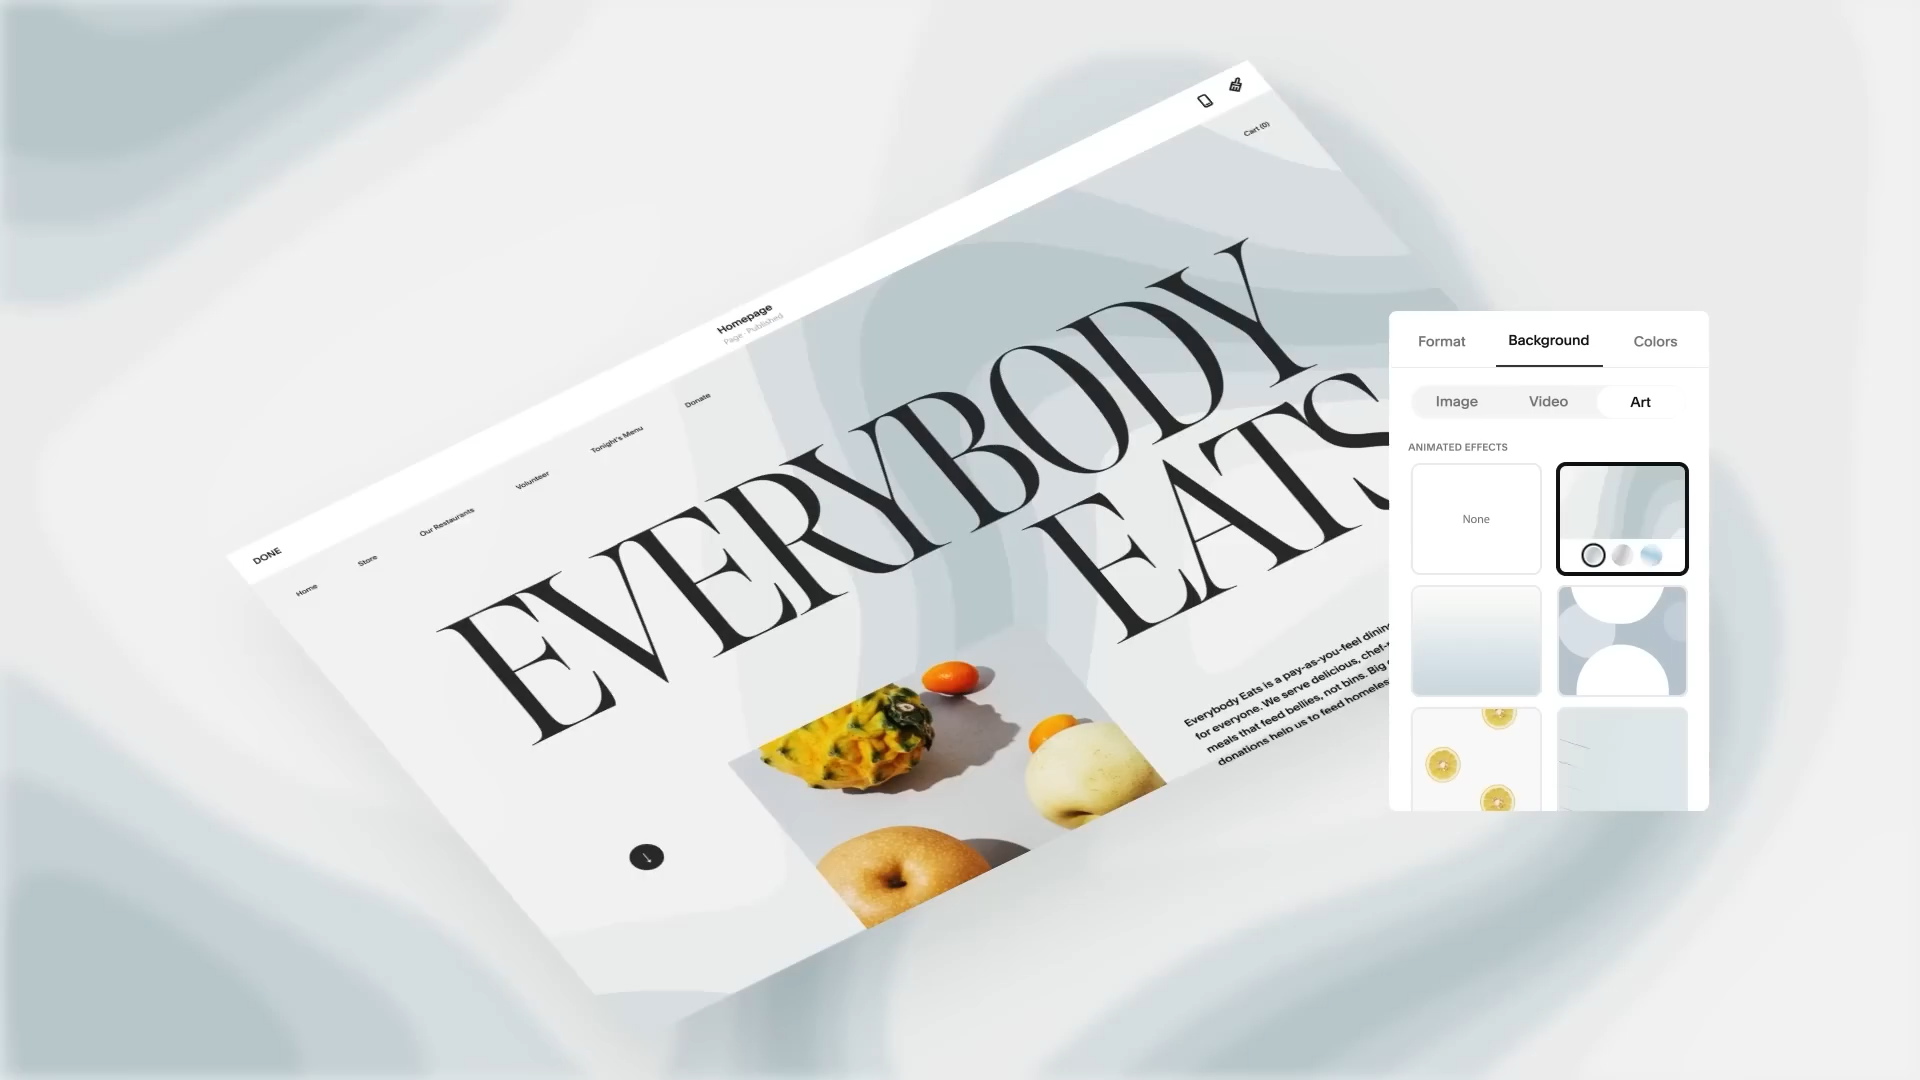 Cart (0)
Homepage
Page · Published
DONE
Home
Store
Our Restaurants
Volunteer
Tonight's Menu
Donate
EVERYBODY
EATS
Everybody Eats is a pay-as-you-feel dining
for everyone. We serve delicious, chef-
meals that feed bellies, not bins. Big
donations help us to feed homeless
Format
Background
Colors
Image
Video
Art
ANIMATED EFFECTS
None